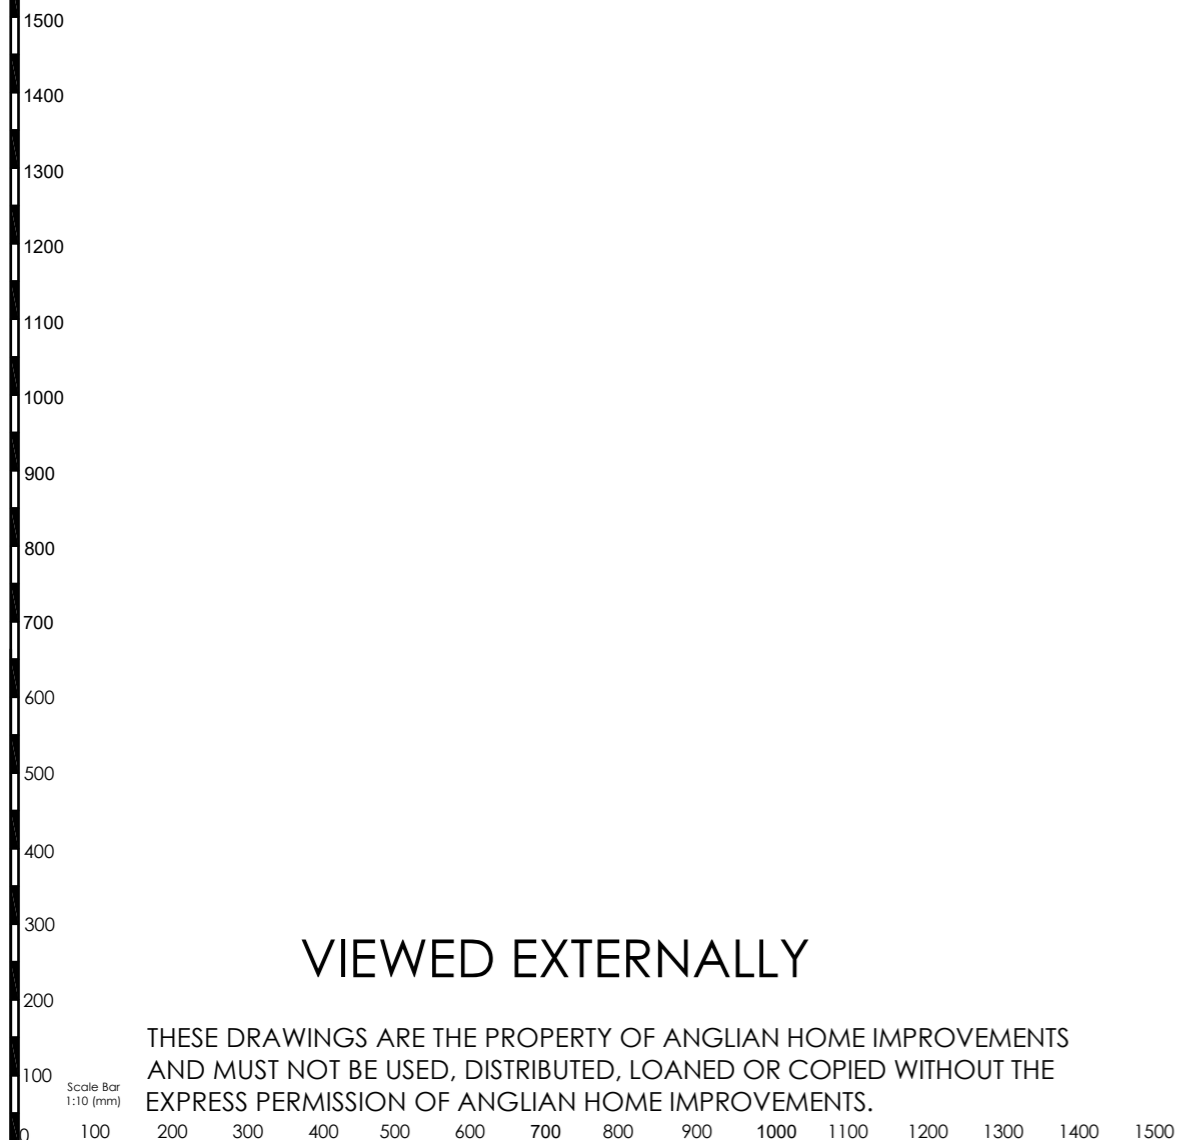 1500
1400
1300
1200
1100
1000
900
800
700
600
500
400
300
VIEWED EXTERNALLY
200
THESE DRAWINGS ARE THE PROPERTY OF ANGLIAN HOME IMPROVEMENTS
AND MUST NOT BE USED, DISTRIBUTED, LOANED OR COPIED WITHOUT THE
EXPRESS PERMISSION OF ANGLIAN HOME IMPROVEMENTS.
100
Scale Bar
1:10 (mm)
0 100 200 300 400 500 600 700 800 900 1000 1100 1200 1300 1400 1500